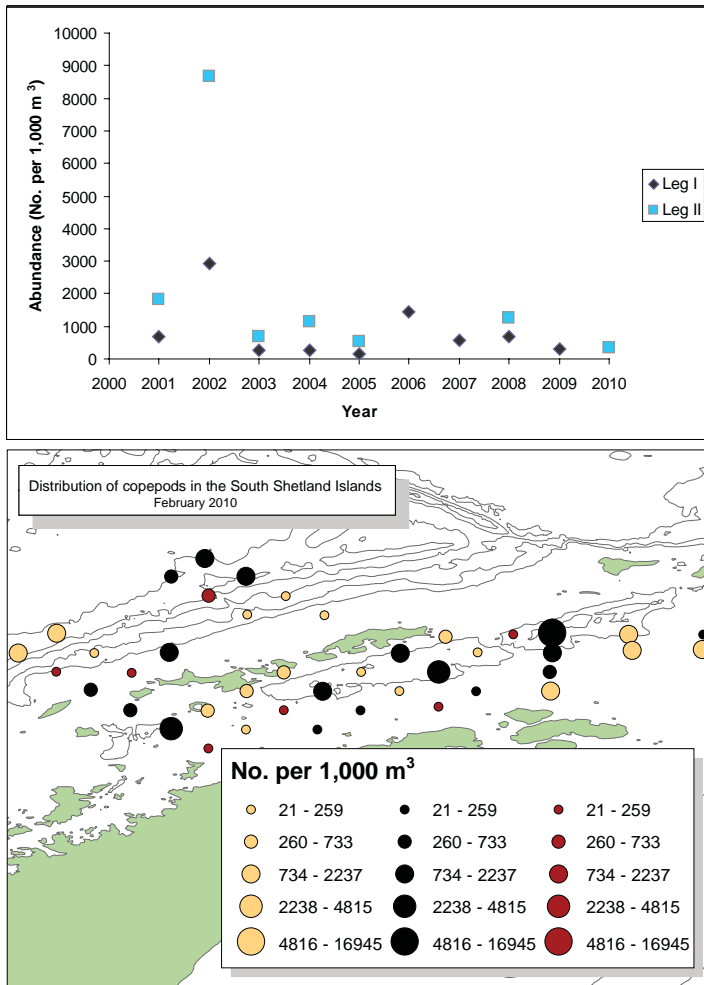 10000
9000
8000
7000
6000
5000
4000
3000
2000
1000
0
Abundance (No. per 1,000 m³)
2000 2001 2002 2003 2004 2005 2006 2007 2008 2009 2010
Year
Leg I
Leg II
Distribution of copepods in the South Shetland Islands
February 2010
No. per 1,000 m³
21 - 259 21 - 259 21 - 259
260 - 733 260 - 733 260 - 733
734 - 2237 734 - 2237 734 - 2237
2238 - 4815 2238 - 4815 2238 - 4815
4816 - 16945 4816 - 16945 4816 - 16945